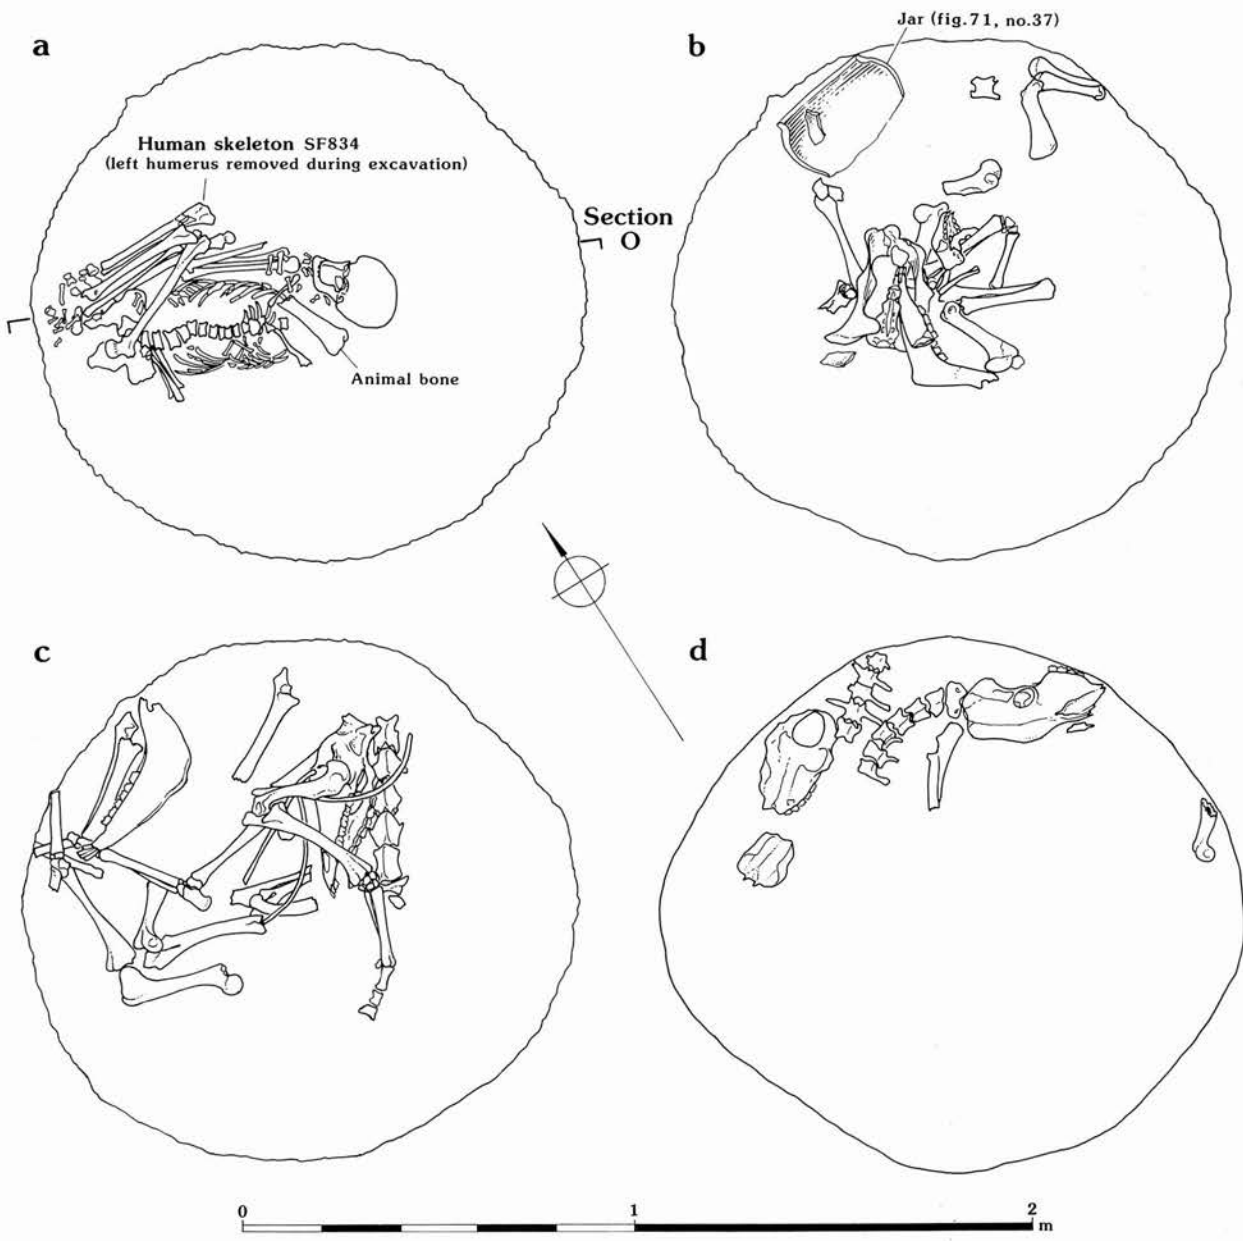 a
b
Jar (fig.71, no.37)
Human skeleton SF834
(left humerus removed during excavation)
Section
O
Animal bone
c
d
0 1 2
m